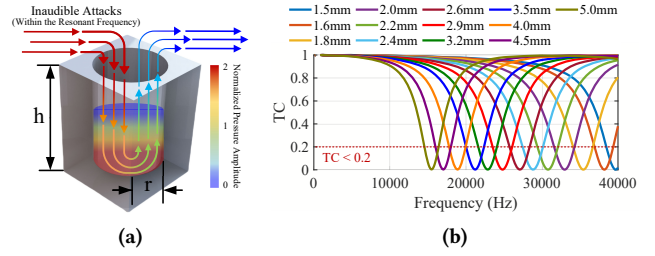 Inaudible Attacks
(Within the Resonant Frequency)
h
r
2
1
0
Normalized Pressure Amplitude
(a)
1.5mm 2.0mm 2.6mm 3.5mm 5.0mm
1.6mm 2.2mm 2.9mm 4.0mm
1.8mm 2.4mm 3.2mm 4.5mm
1
0.8
0.6
0.4
0.2
0
TC
TC < 0.2
0 10000 20000 30000 40000
Frequency (Hz)
(b)